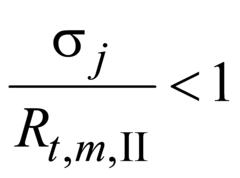 σ_j / R_{t,m,II} < 1